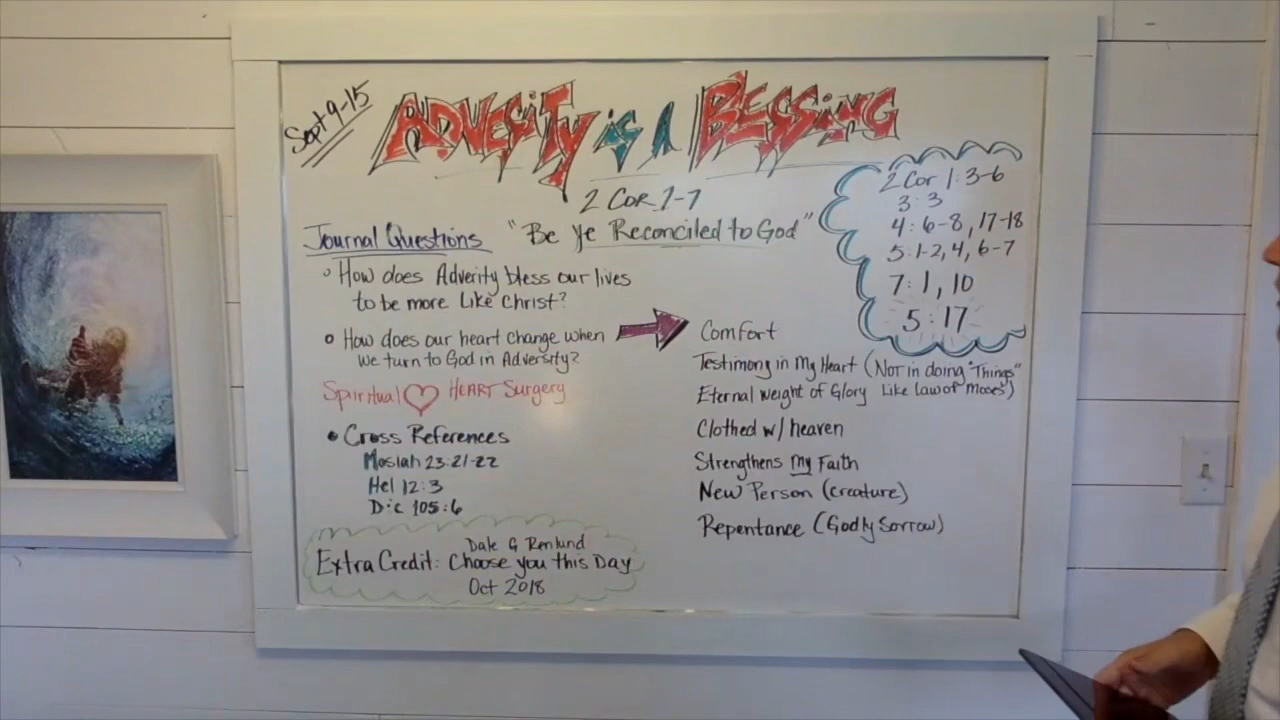 Sept 9-15
ADVESiTY is A BLESSiNG
2 COR 1-7
"Be Ye Reconciled to God"
2 Cor 1:3-6
3:3
4:6-8, 17-18
5:1-2, 4, 6-7
7:1, 10
5:17
Journal Questions
How does Adverity bless our lives
to be more Like Christ?
How does our heart change when
we turn to God in Adversity?
Spiritual HEART Surgery
Cross References
Mosiah 23:21-22
Hel 12:3
D:c 105:6
Dale G Renlund
Extra Credit: Choose you this Day
Oct 2018
Comfort
Testimony in My Heart (Not in doing "Things"
Eternal weight of Glory Like law of Moses)
Clothed w/ heaven
Strengthens my Faith
New Person (creature)
Repentance (Godly Sorrow)